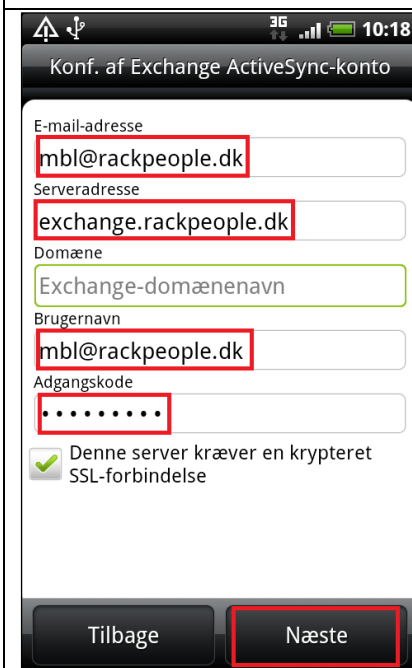 3G 10:18
Konf. af Exchange ActiveSync-konto
E-mail-adresse
mbl@rackpeople.dk
Serveradresse
exchange.rackpeople.dk
Domæne
Exchange-domænenavn
Brugernavn
mbl@rackpeople.dk
Adgangskode
•••••••••
Denne server kræver en krypteret
SSL-forbindelse
Tilbage Næste